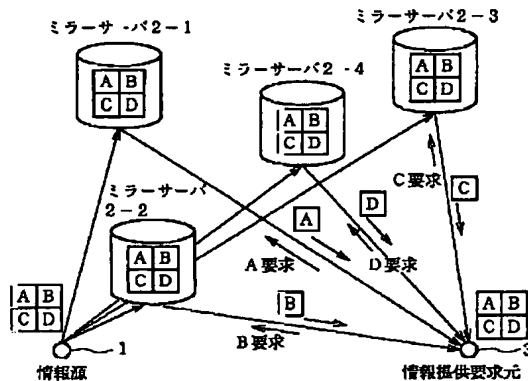 ミラーサーバ2-1
A B
C D
ミラーサーバ2-3
A B
C D
ミラーサーバ2-4
A B
C D
ミラーサーバ
2-2
A B
C D
C要求
C
A
D
A要求
D要求
A B
C D
B
B要求
A B
C D
1
3
情報源
情報提供要求元